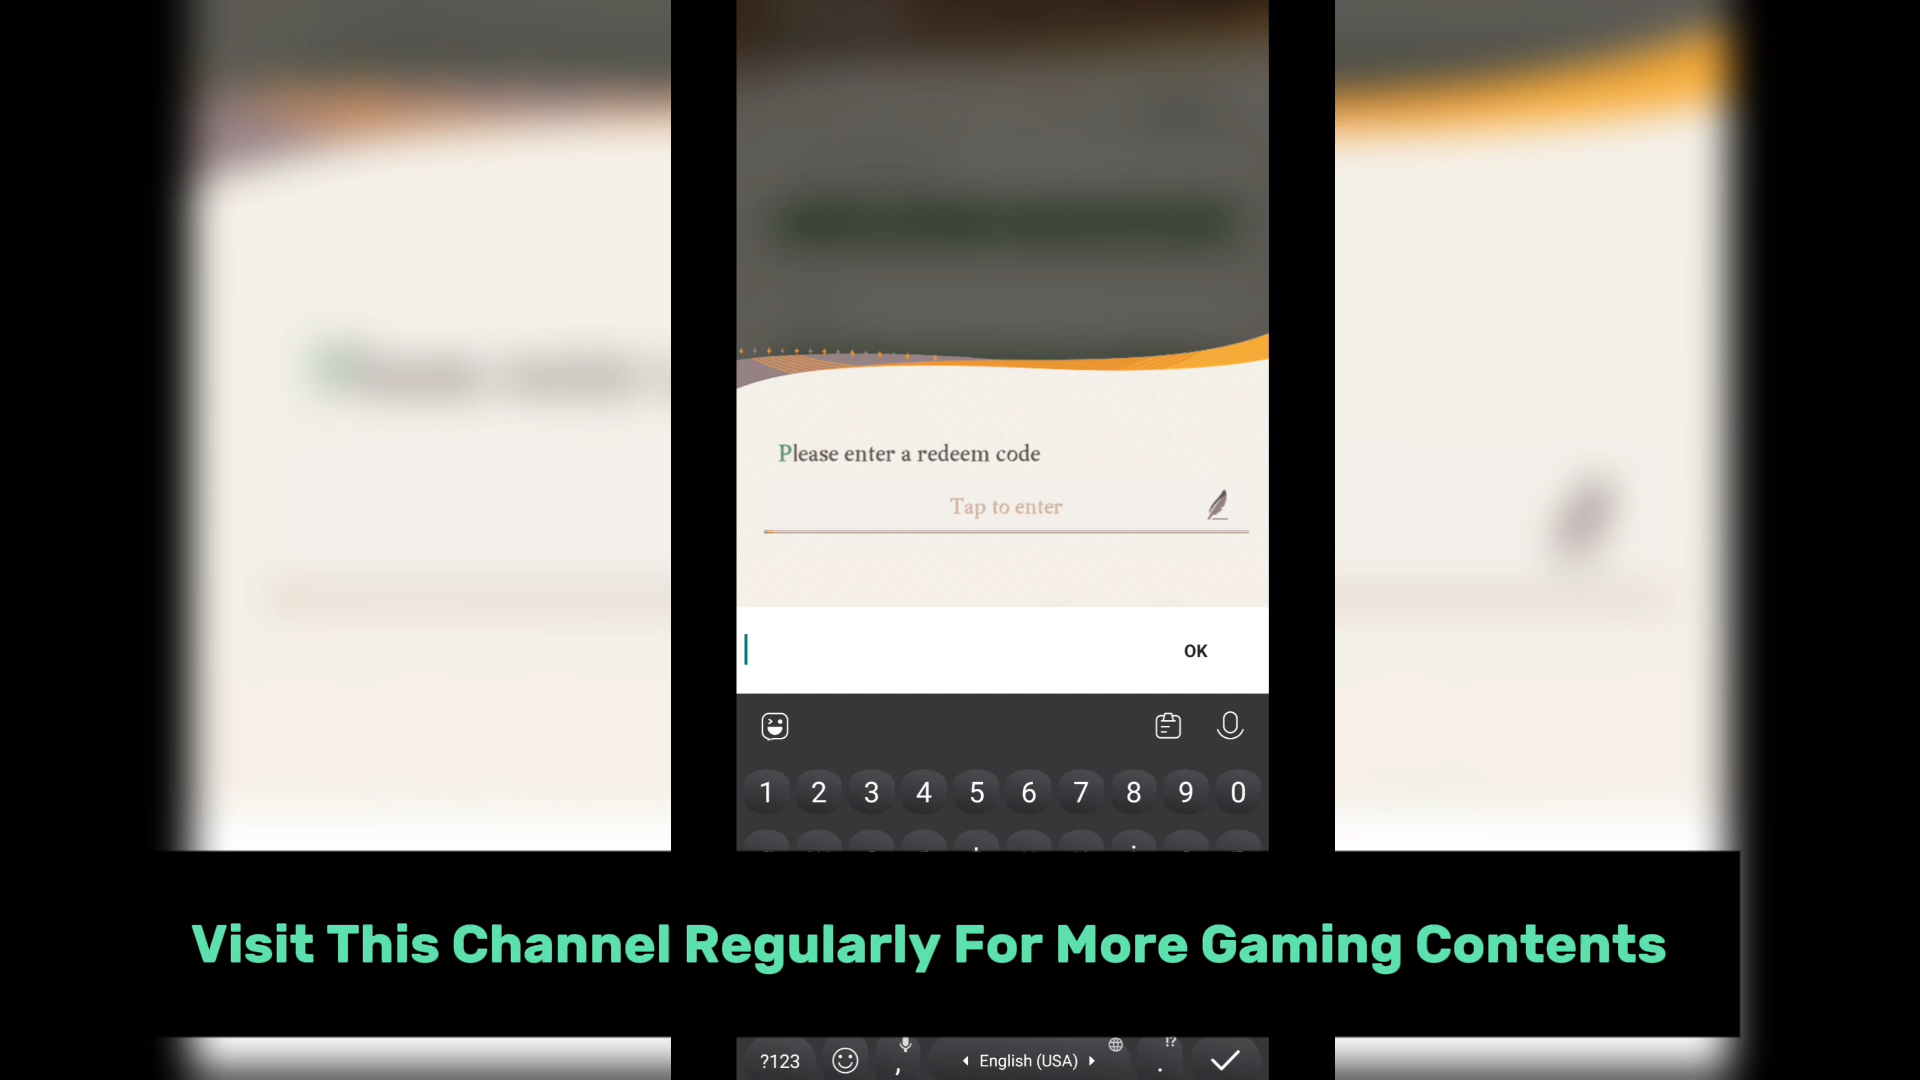 Please enter a redeem code
Tap to enter
OK
1 2 3 4 5 6 7 8 9 0
Visit This Channel Regularly For More Gaming Contents
!?
?123 , English (USA) .